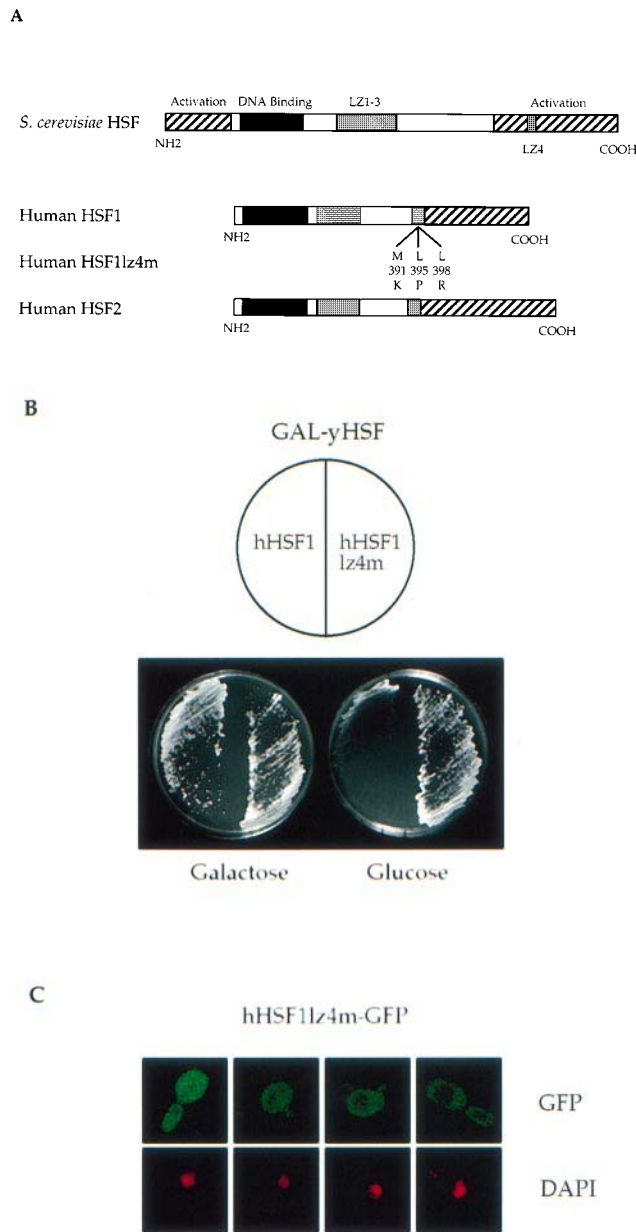 A
Activation DNA Binding LZ1-3 Activation
S. cerevisiae HSF
NH2 LZ4 COOH
Human HSF1
NH2 COOH
Human HSF1lz4m
M L L
391 395 398
K P R
Human HSF2
NH2 COOH
B
GAL-yHSF
hHSF1 hHSF1
lz4m
Galactose Glucose
C
hHSF1lz4m-GFP
GFP
DAPI